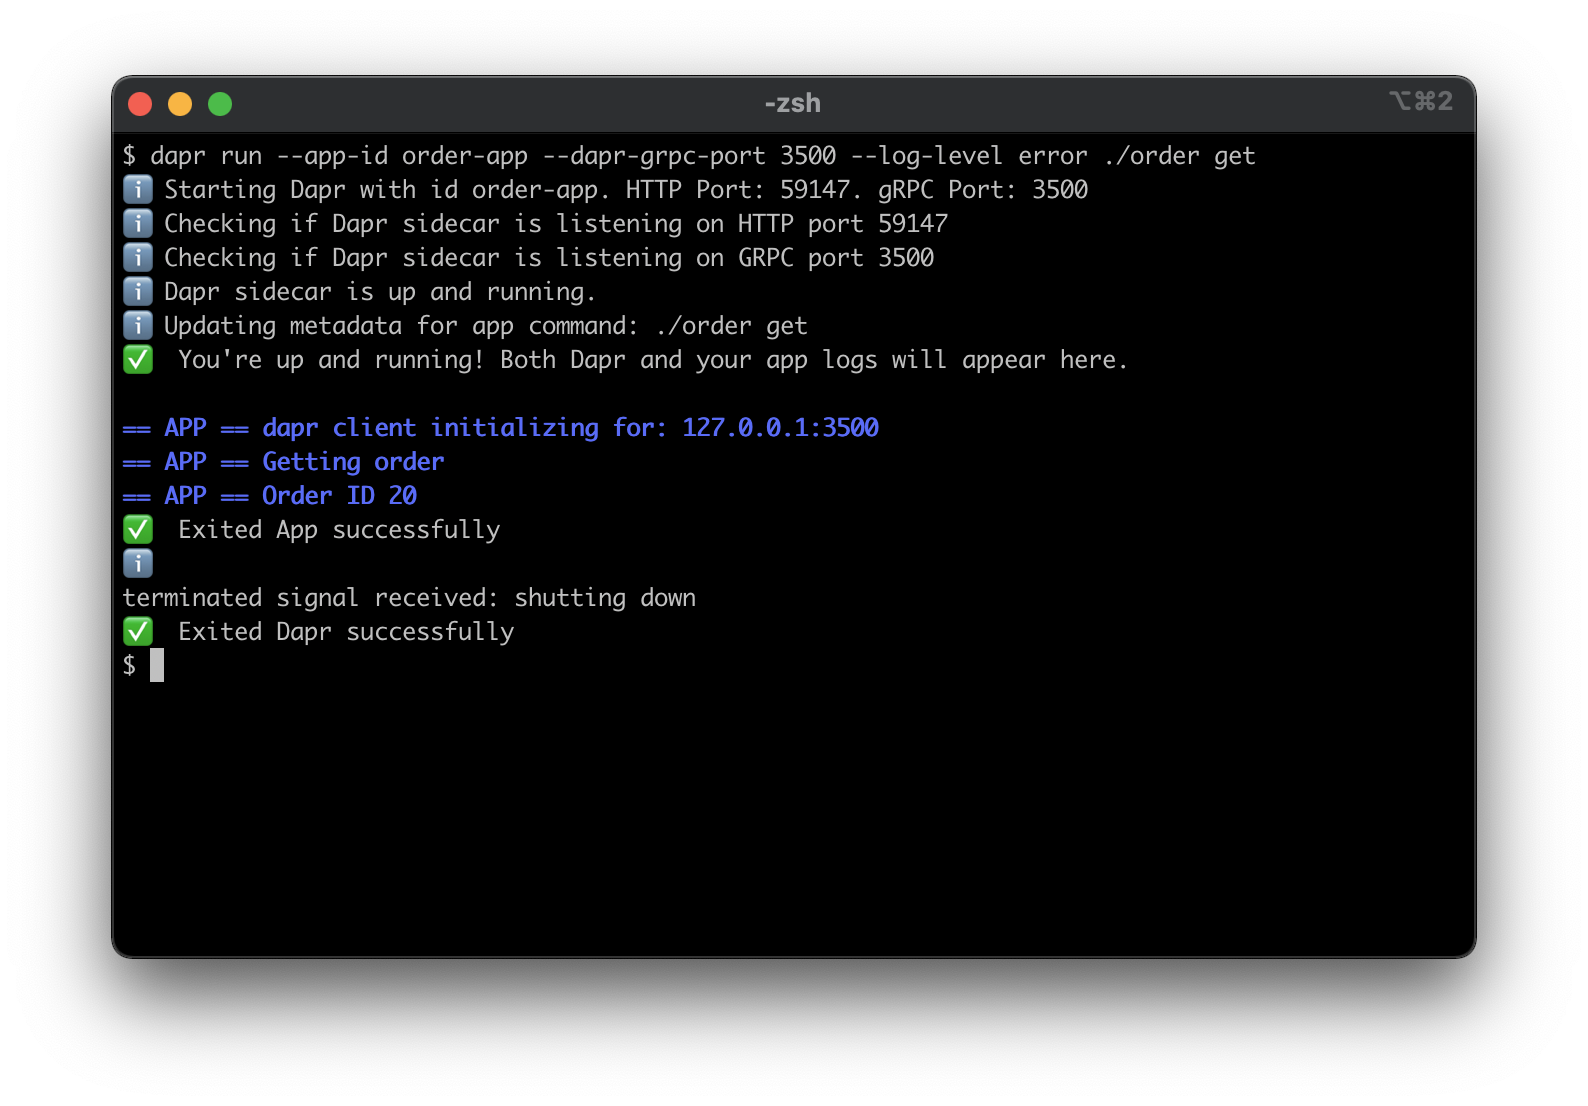 -zsh
⌥⌘2
$ dapr run --app-id order-app --dapr-grpc-port 3500 --log-level error ./order get
ℹ️ Starting Dapr with id order-app. HTTP Port: 59147. gRPC Port: 3500
ℹ️ Checking if Dapr sidecar is listening on HTTP port 59147
ℹ️ Checking if Dapr sidecar is listening on GRPC port 3500
ℹ️ Dapr sidecar is up and running.
ℹ️ Updating metadata for app command: ./order get
✅ You're up and running! Both Dapr and your app logs will appear here.
== APP == dapr client initializing for: 127.0.0.1:3500
== APP == Getting order
== APP == Order ID 20
✅ Exited App successfully
ℹ️
terminated signal received: shutting down
✅ Exited Dapr successfully
$